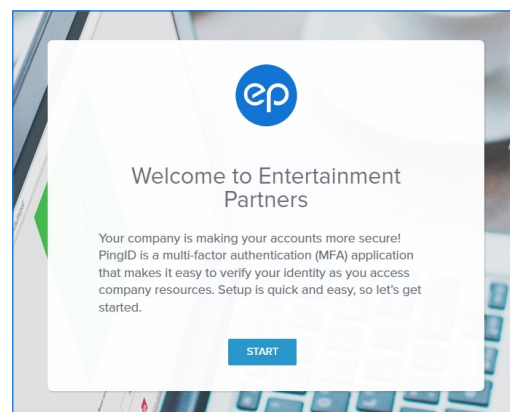 ep
Welcome to Entertainment
Partners
Your company is making your accounts more secure!
PingID is a multi-factor authentication (MFA) application
that makes it easy to verify your identity as you access
company resources. Setup is quick and easy, so let's get
started.
START